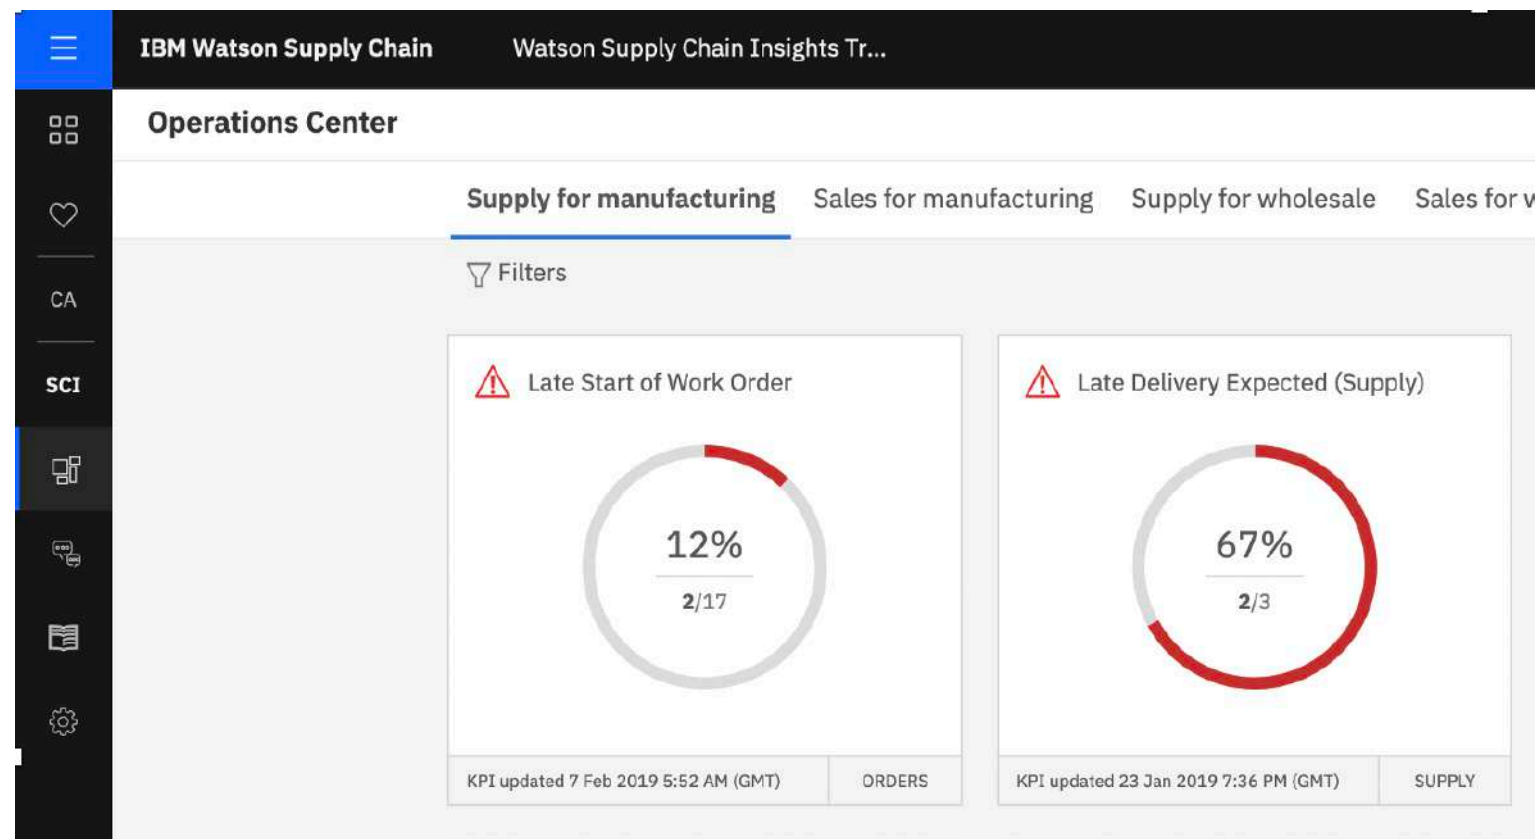 IBM Watson Supply Chain Watson Supply Chain Insights Tr...
Operations Center
Supply for manufacturing Sales for manufacturing Supply for wholesale Sales for w
Filters
CA
SCI
Late Start of Work Order
12%
2/17
KPI updated 7 Feb 2019 5:52 AM (GMT) ORDERS
Late Delivery Expected (Supply)
67%
2/3
KPI updated 23 Jan 2019 7:36 PM (GMT) SUPPLY